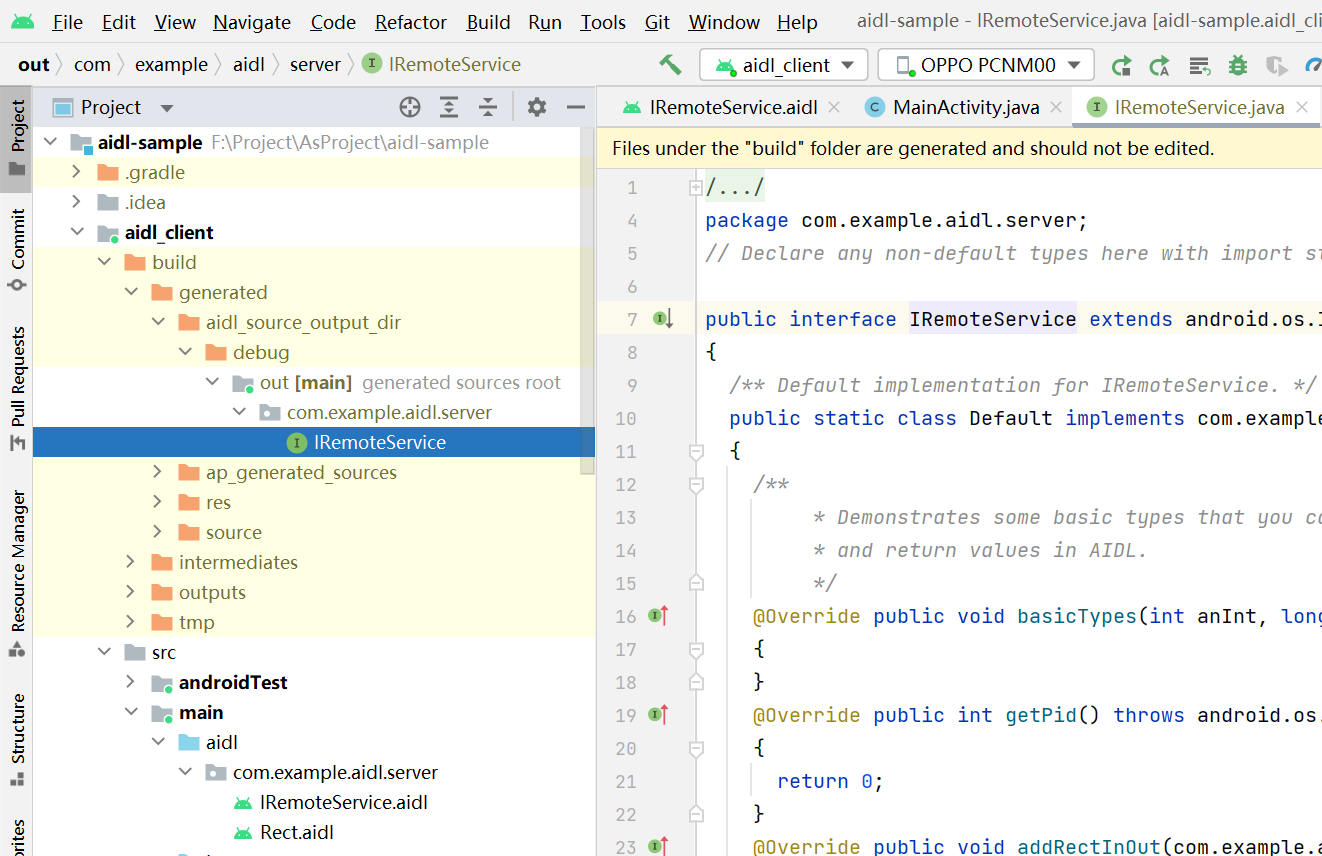 File Edit View Navigate Code Refactor Build Run Tools Git Window Help aidl-sample - IRemoteService.java [aidl-sample.aidl_cli
out com example aidl server IRemoteService aidl_client OPPO PCNM00
Project
Commit
Pull Requests
Resource Manager
Structure
Project
aidl-sample F:\Project\AsProject\aidl-sample
.gradle
.idea
aidl_client
build
generated
aidl_source_output_dir
debug
out [main] generated sources root
com.example.aidl.server
IRemoteService
ap_generated_sources
res
source
intermediates
outputs
tmp
src
androidTest
main
aidl
com.example.aidl.server
IRemoteService.aidl
Rect.aidl
IRemoteService.aidl MainActivity.java IRemoteService.java
Files under the "build" folder are generated and should not be edited.
1 /.../
4 package com.example.aidl.server;
5 // Declare any non-default types here with import st
6
7 public interface IRemoteService extends android.os.I
8 {
9 /** Default implementation for IRemoteService. */
10 public static class Default implements com.example
11 {
12 /**
13 * Demonstrates some basic types that you ca
14 * and return values in AIDL.
15 */
16 @Override public void basicTypes(int anInt, long
17 {
18 }
19 @Override public int getPid() throws android.os.
20 {
21 return 0;
22 }
23 @Override public void addRectInOut(com.example.a